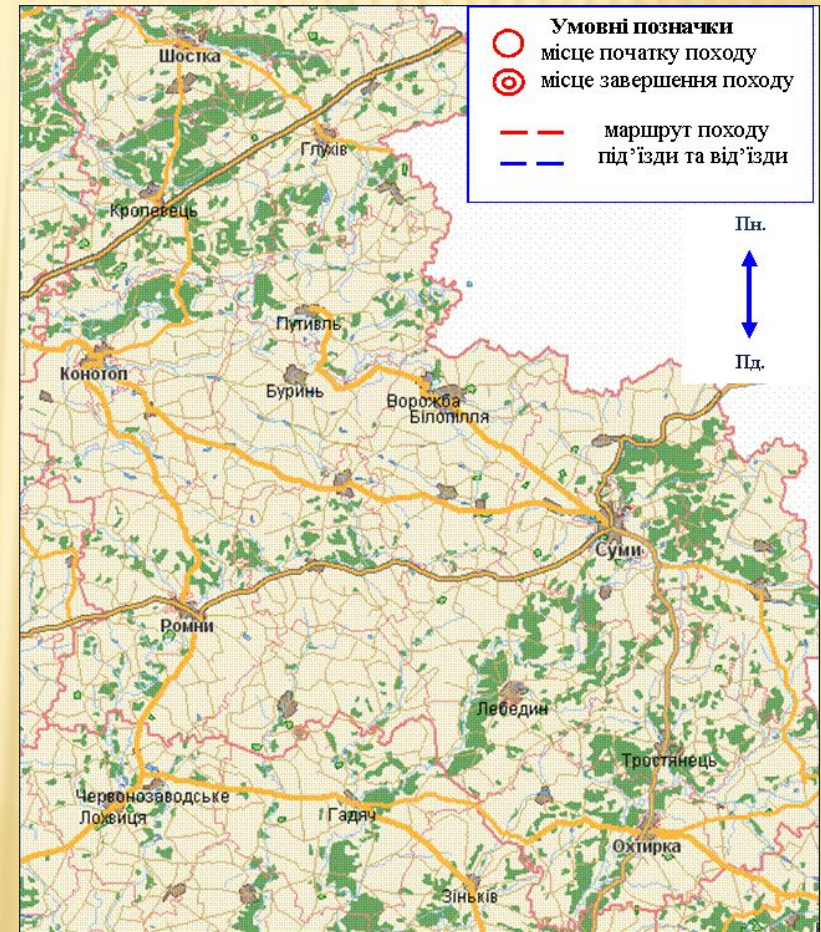 Умовні позначки
місце початку походу
місце завершення походу
маршрут походу
під’їзди та від’їзди
Пн.
Пд.
Шостка
Глухів
Кролевець
Путивль
Конотоп
Буринь
Ворожба
Білопілля
Суми
Ромни
Лебедин
Тростянець
Червонозаводське
Лохвиця
Гадяч
Охтирка
Зіньків